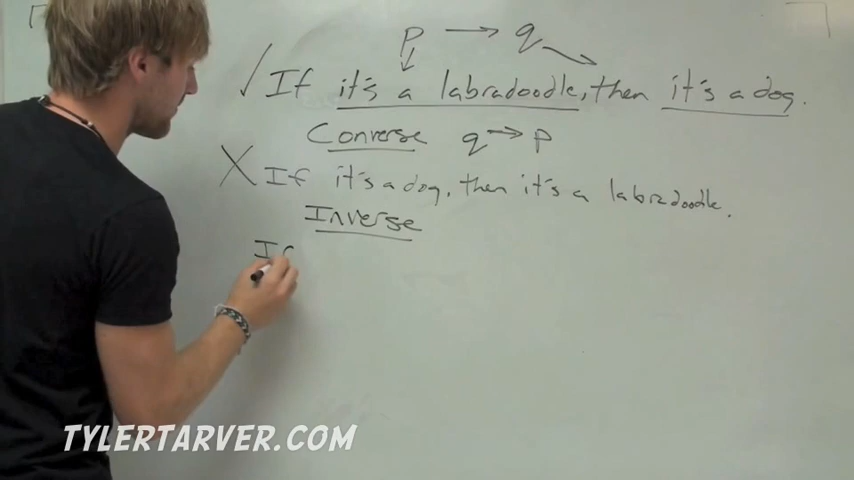 p → q
✓ If it's a labradoodle, then it's a dog.
Converse q → p
X If it's a dog, then it's a labradoodle.
Inverse
If
TYLERTARVER.COM